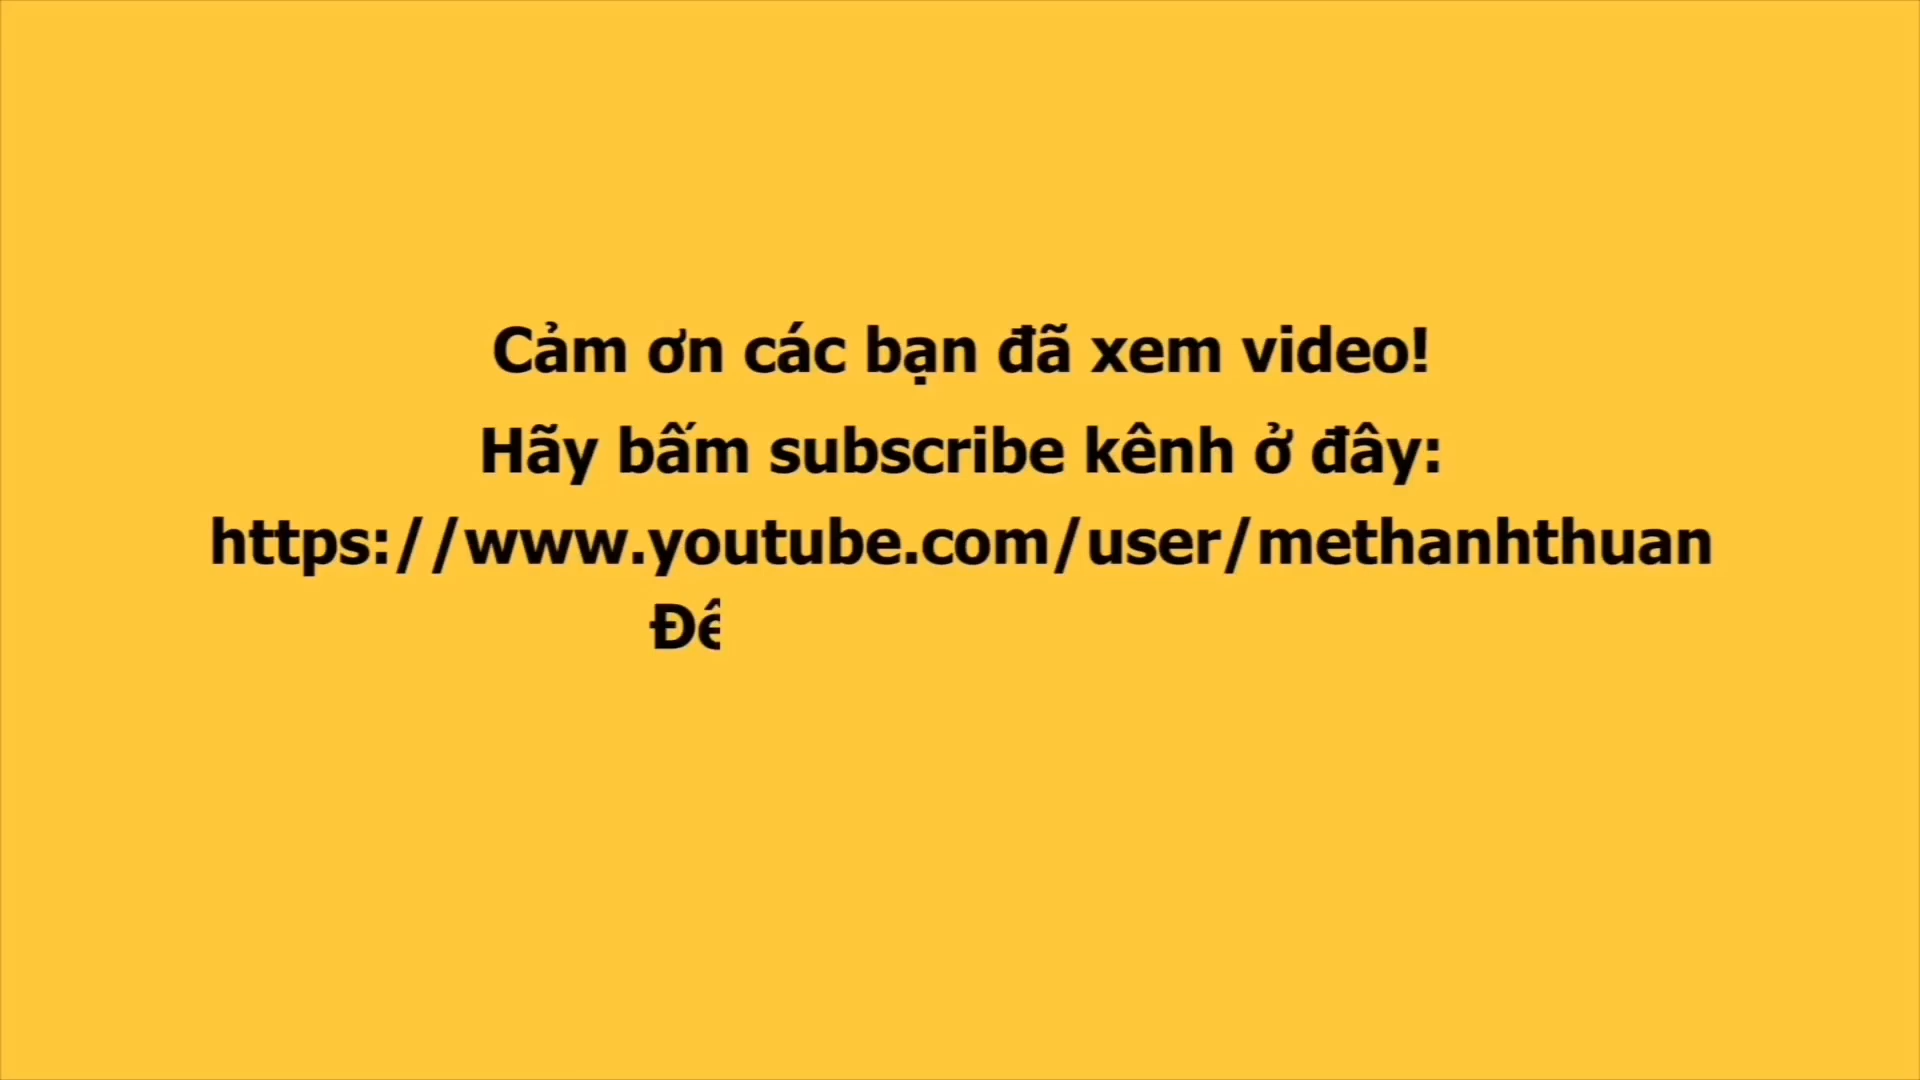 Cảm ơn các bạn đã xem video!
Hãy bấm subscribe kênh ở đây:
https://www.youtube.com/user/methanhthuan